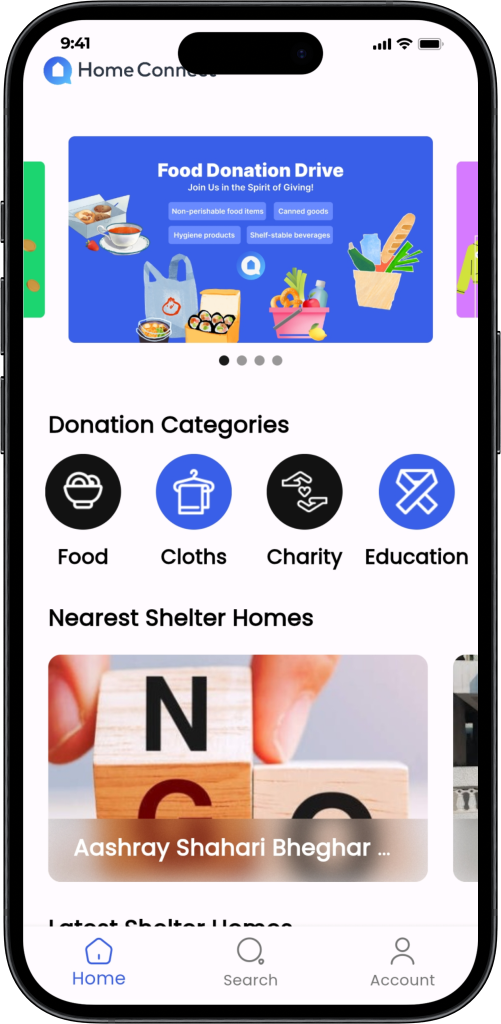 9:41
Home Connect
Food Donation Drive
Join Us in the Spirit of Giving!
Non-perishable food items
Canned goods
Hygiene products
Shelf-stable beverages
Donation Categories
Food
Cloths
Charity
Education
Nearest Shelter Homes
N
G O
Aashray Shahari Bheghar ...
Latest Shelter Homes
Home
Search
Account